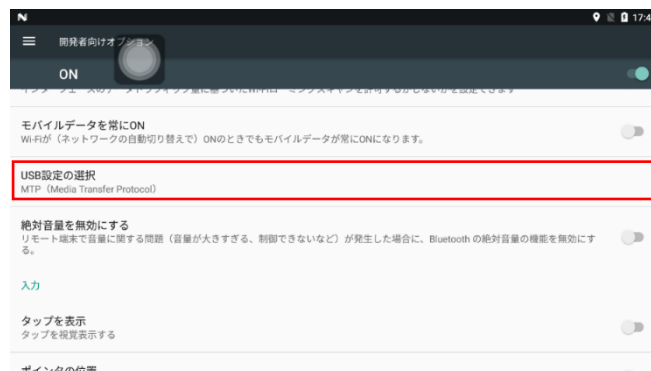 N 17:4
開発者向けオプション
ON
モバイルデータを常にON
Wi-Fiが（ネットワークの自動切り替えで）ONのときでもモバイルデータが常にONになります。
USB設定の選択
MTP（Media Transfer Protocol）
絶対音量を無効にする
リモート端末で音量に関する問題（音量が大きすぎる、制御できないなど）が発生した場合に、Bluetooth の絶対音量の機能を無効にす
る。
入力
タップを表示
タップを視覚表示する
ポインタの位置